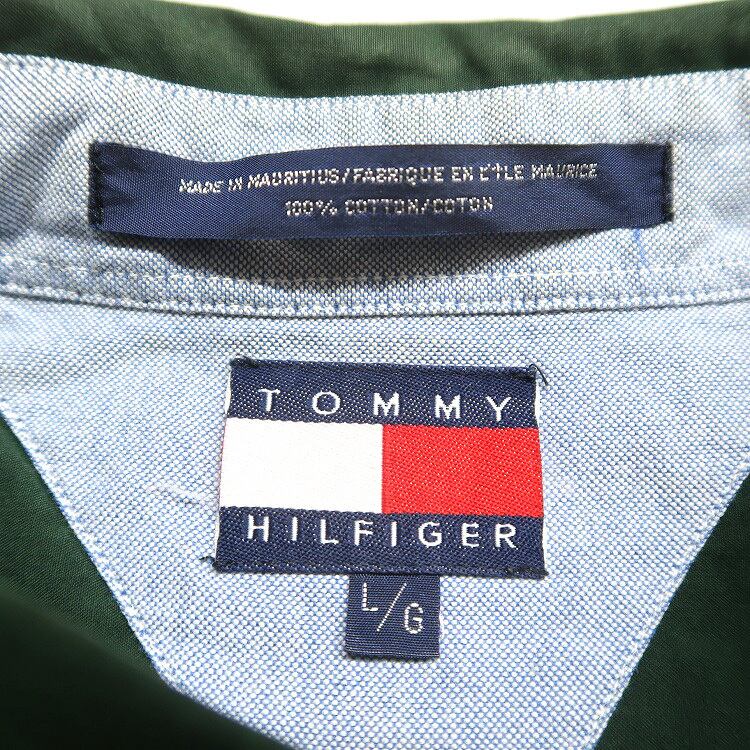 MADE IN MAURITIUS/FABRIQUE EN L'ILE MAURICE
100% COTTON/COTON
TOMMY
HILFIGER
L/G